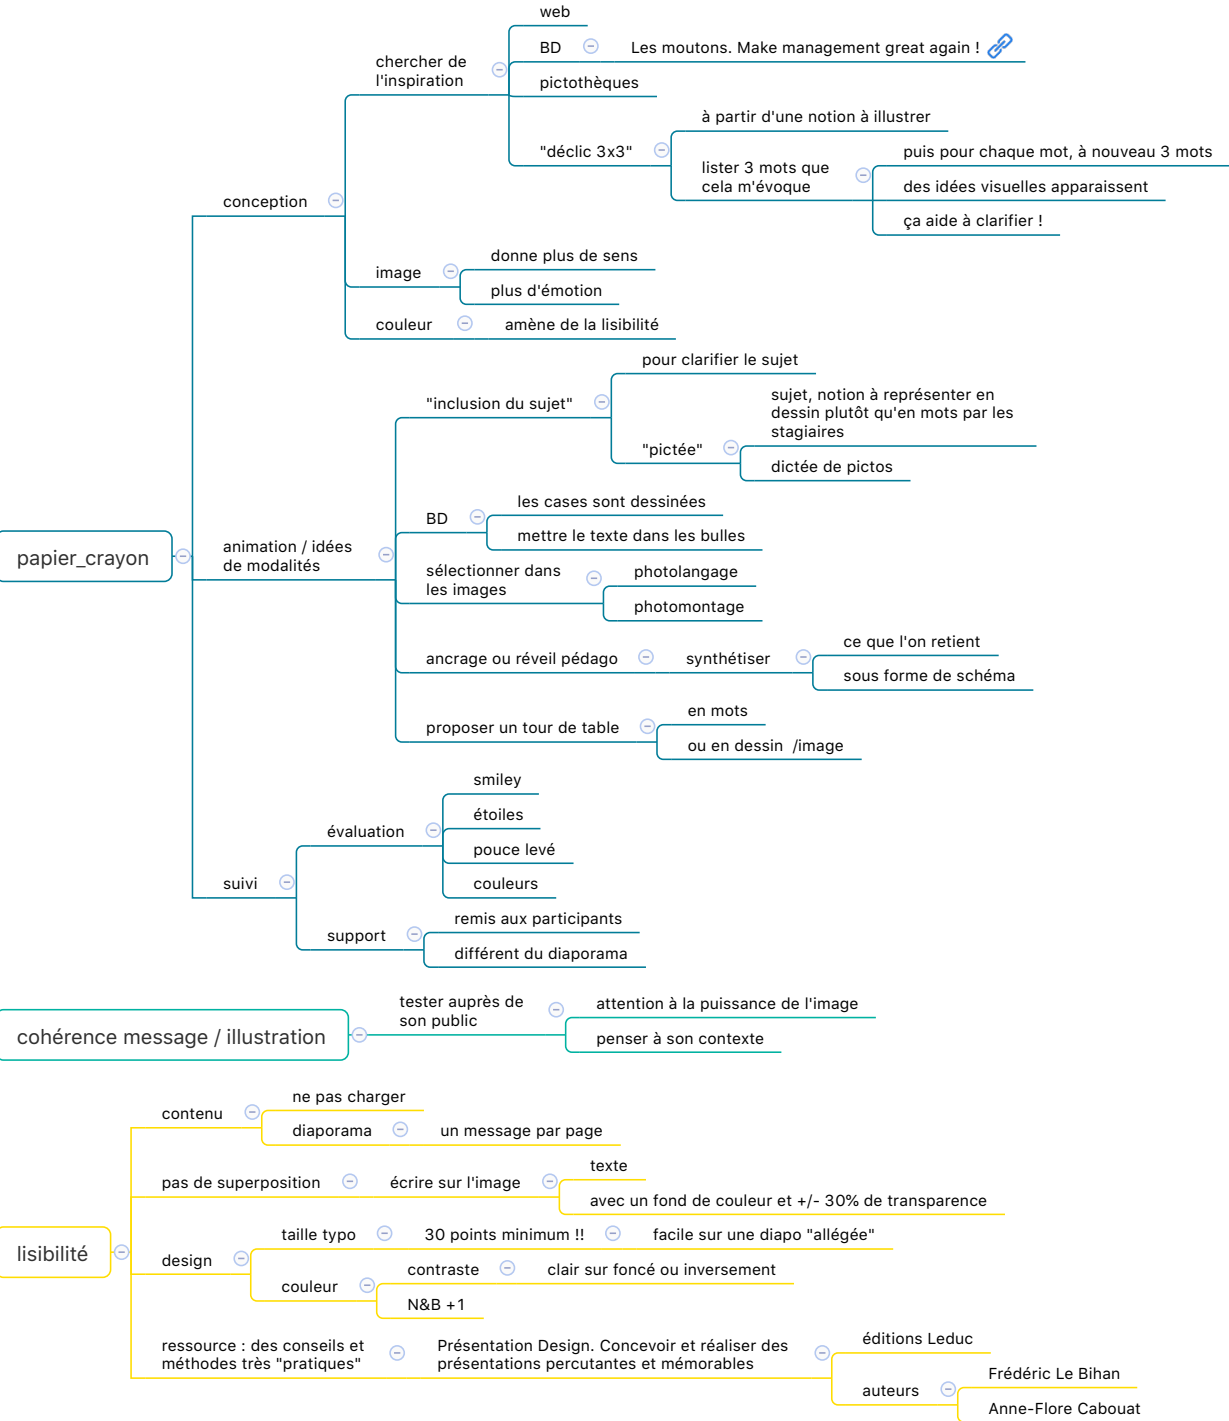 papier_crayon
conception
chercher de
l'inspiration
web
BD
Les moutons. Make management great again !
pictothèques
"déclic 3x3"
à partir d'une notion à illustrer
lister 3 mots que
cela m'évoque
puis pour chaque mot, à nouveau 3 mots
des idées visuelles apparaissent
ça aide à clarifier !
image
donne plus de sens
plus d'émotion
couleur
amène de la lisibilité
animation / idées
de modalités
"inclusion du sujet"
pour clarifier le sujet
"pictée"
sujet, notion à représenter en
dessin plutôt qu'en mots par les
stagiaires
dictée de pictos
BD
les cases sont dessinées
mettre le texte dans les bulles
sélectionner dans
les images
photolangage
photomontage
ancrage ou réveil pédago
synthétiser
ce que l'on retient
sous forme de schéma
proposer un tour de table
en mots
ou en dessin  /image
suivi
évaluation
smiley
étoiles
pouce levé
couleurs
support
remis aux participants
différent du diaporama
cohérence message / illustration
tester auprès de
son public
attention à la puissance de l'image
penser à son contexte
lisibilité
contenu
ne pas charger
diaporama
un message par page
pas de superposition
écrire sur l'image
texte
avec un fond de couleur et +/- 30% de transparence
design
taille typo
30 points minimum !!
facile sur une diapo "allégée"
couleur
contraste
clair sur foncé ou inversement
N&B +1
ressource : des conseils et
méthodes très "pratiques"
Présentation Design. Concevoir et réaliser des
présentations percutantes et mémorables
éditions Leduc
auteurs
Frédéric Le Bihan
Anne-Flore Cabouat